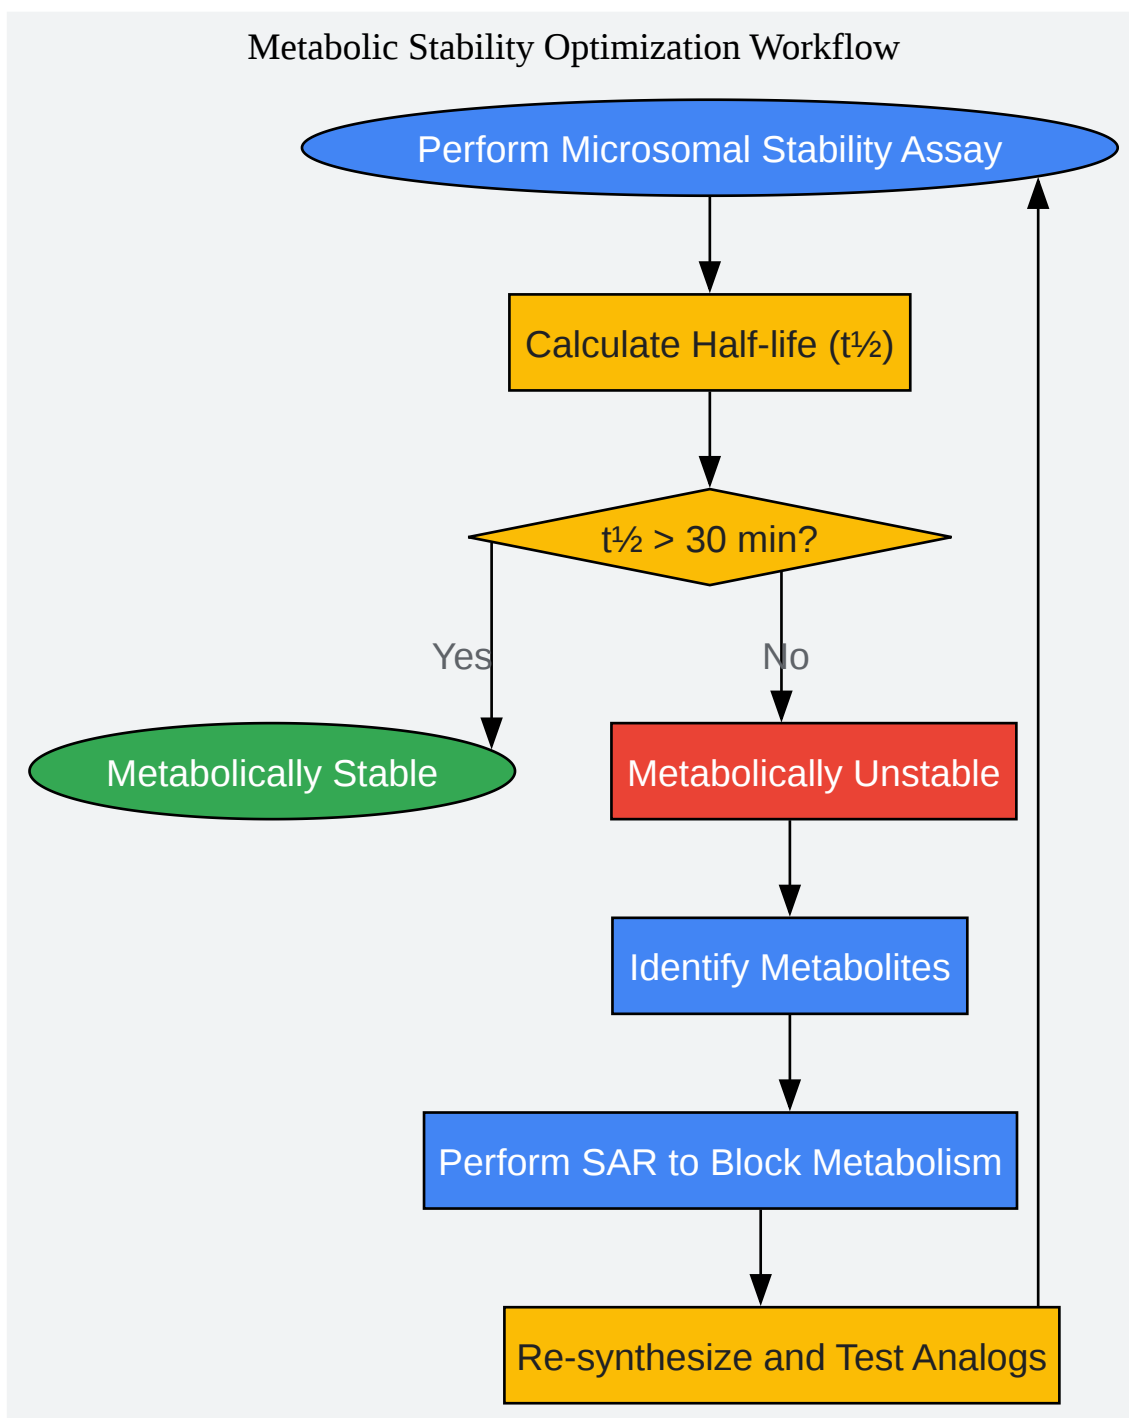 Metabolic Stability Optimization Workflow
Perform Microsomal Stability Assay
Calculate Half-life (t½)
t½ > 30 min?
Yes
No
Metabolically Stable
Metabolically Unstable
Identify Metabolites
Perform SAR to Block Metabolism
Re-synthesize and Test Analogs